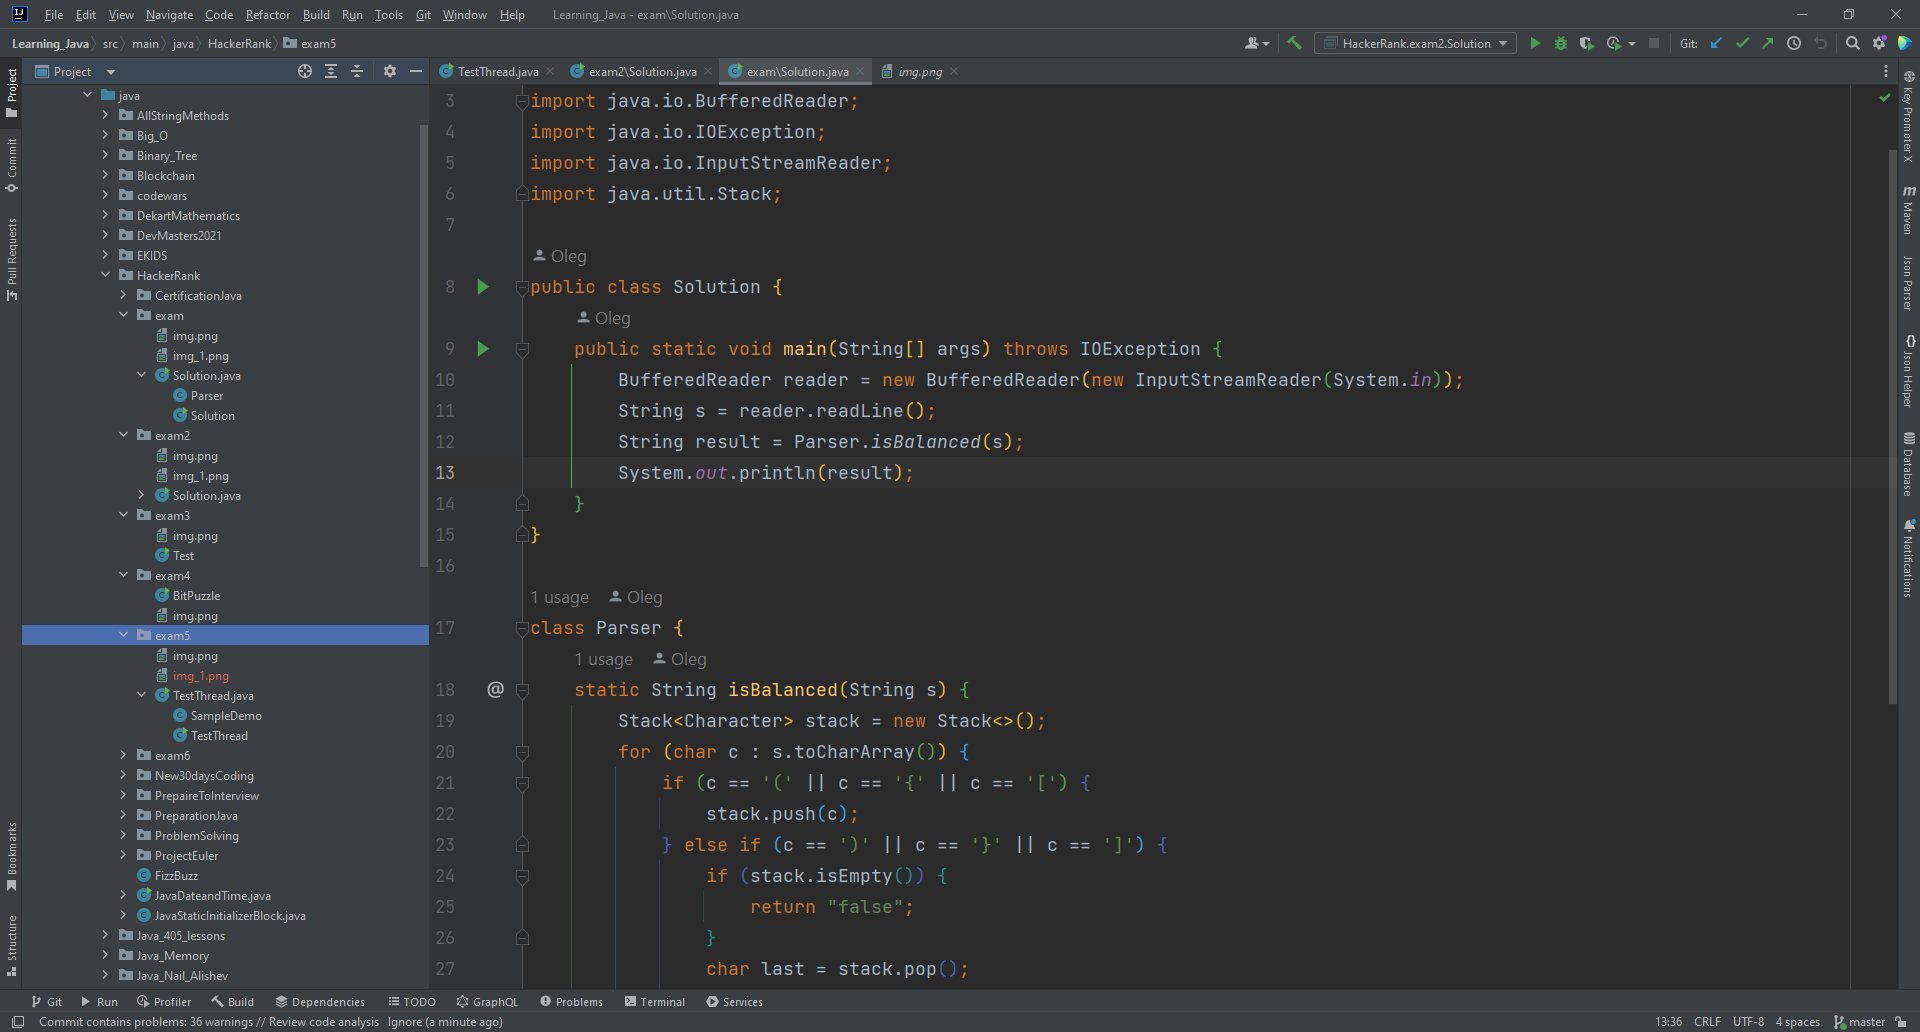 File Edit View Navigate Code Refactor Build Run Tools Git Window Help Learning_Java - exam\Solution.java
Learning_Java src main java HackerRank exam5 HackerRank.exam2.Solution Git:
Project TestThread.java exam2\Solution.java exam\Solution.java img.png
Project
Commit
Pull Requests
Bookmarks
Structure
java
AllStringMethods
Big_O
Binary_Tree
Blockchain
codewars
DekartMathematics
DevMasters2021
EKIDS
HackerRank
CertificationJava
exam
img.png
img_1.png
Solution.java
Parser
Solution
exam2
img.png
img_1.png
Solution.java
exam3
img.png
Test
exam4
BitPuzzle
img.png
exam5
img.png
img_1.png
TestThread.java
SampleDemo
TestThread
exam6
New30daysCoding
PrepaireToInterview
PreparationJava
ProblemSolving
ProjectEuler
FizzBuzz
JavaDateandTime.java
JavaStaticInitializerBlock.java
Java_405_lessons
Java_Memory
Java_Nail_Alishev
3 import java.io.BufferedReader;
4 import java.io.IOException;
5 import java.io.InputStreamReader;
6 import java.util.Stack;
7
Oleg
8 public class Solution {
Oleg
9 public static void main(String[] args) throws IOException {
10 BufferedReader reader = new BufferedReader(new InputStreamReader(System.in));
11 String s = reader.readLine();
12 String result = Parser.isBalanced(s);
13 System.out.println(result);
14 }
15 }
16
1 usage Oleg
17 class Parser {
1 usage Oleg
18 @ static String isBalanced(String s) {
19 Stack<Character> stack = new Stack<>();
20 for (char c : s.toCharArray()) {
21 if (c == '(' || c == '{' || c == '[') {
22 stack.push(c);
23 } else if (c == ')' || c == '}' || c == ']') {
24 if (stack.isEmpty()) {
25 return "false";
26 }
27 char last = stack.pop();
Key Promoter X
Maven
Json Parser
Json Helper
Database
Notifications
Git Run Profiler Build Dependencies TODO GraphQL Problems Terminal Services
Commit contains problems: 36 warnings // Review code analysis Ignore (a minute ago) 13:36 CRLF UTF-8 4 spaces master